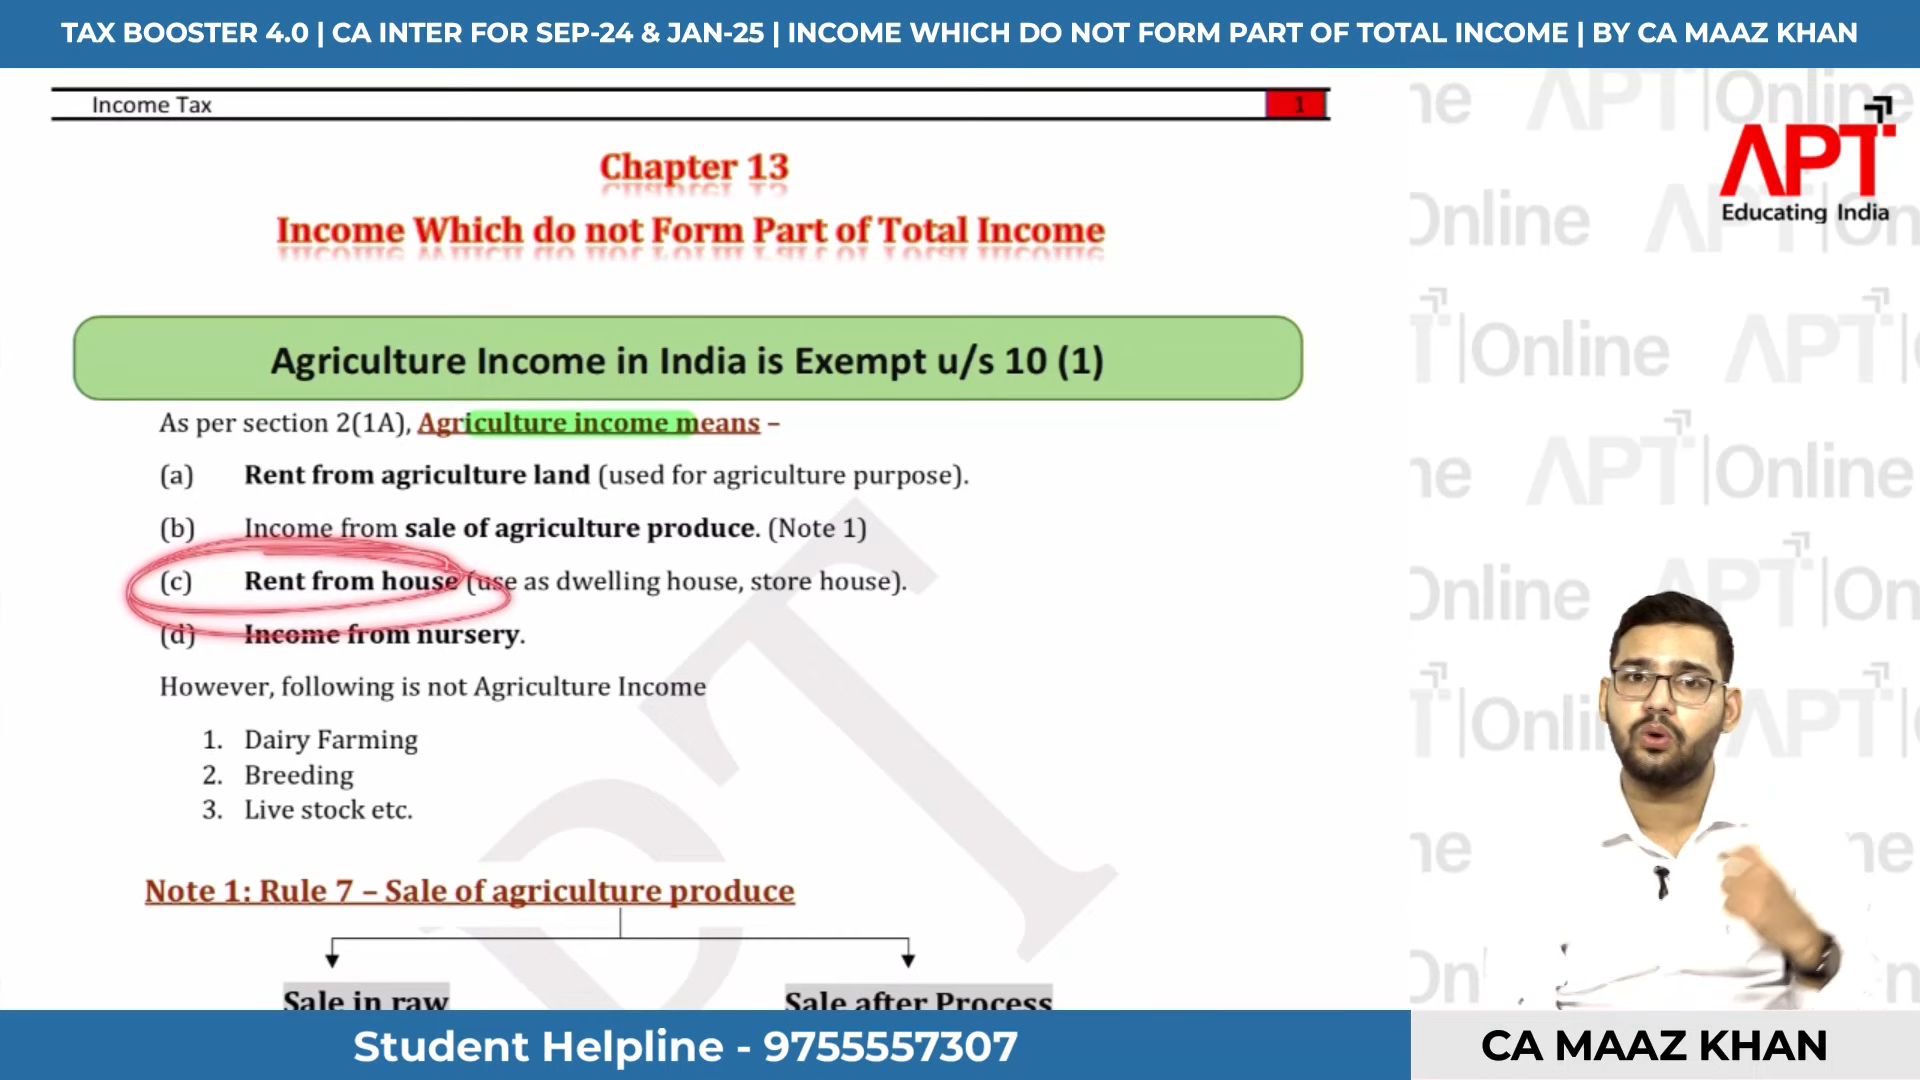 TAX BOOSTER 4.0 | CA INTER FOR SEP-24 & JAN-25 | INCOME WHICH DO NOT FORM PART OF TOTAL INCOME | BY CA MAAZ KHAN
Income Tax 1
APT
Educating India
Chapter 13
Income Which do not Form Part of Total Income
Agriculture Income in India is Exempt u/s 10 (1)
As per section 2(1A), Agriculture income means –
(a) Rent from agriculture land (used for agriculture purpose).
(b) Income from sale of agriculture produce. (Note 1)
(c) Rent from house (use as dwelling house, store house).
(d) Income from nursery.
However, following is not Agriculture Income
1. Dairy Farming
2. Breeding
3. Live stock etc.
Note 1: Rule 7 – Sale of agriculture produce
Sale in raw Sale after Process
Student Helpline - 9755557307
CA MAAZ KHAN